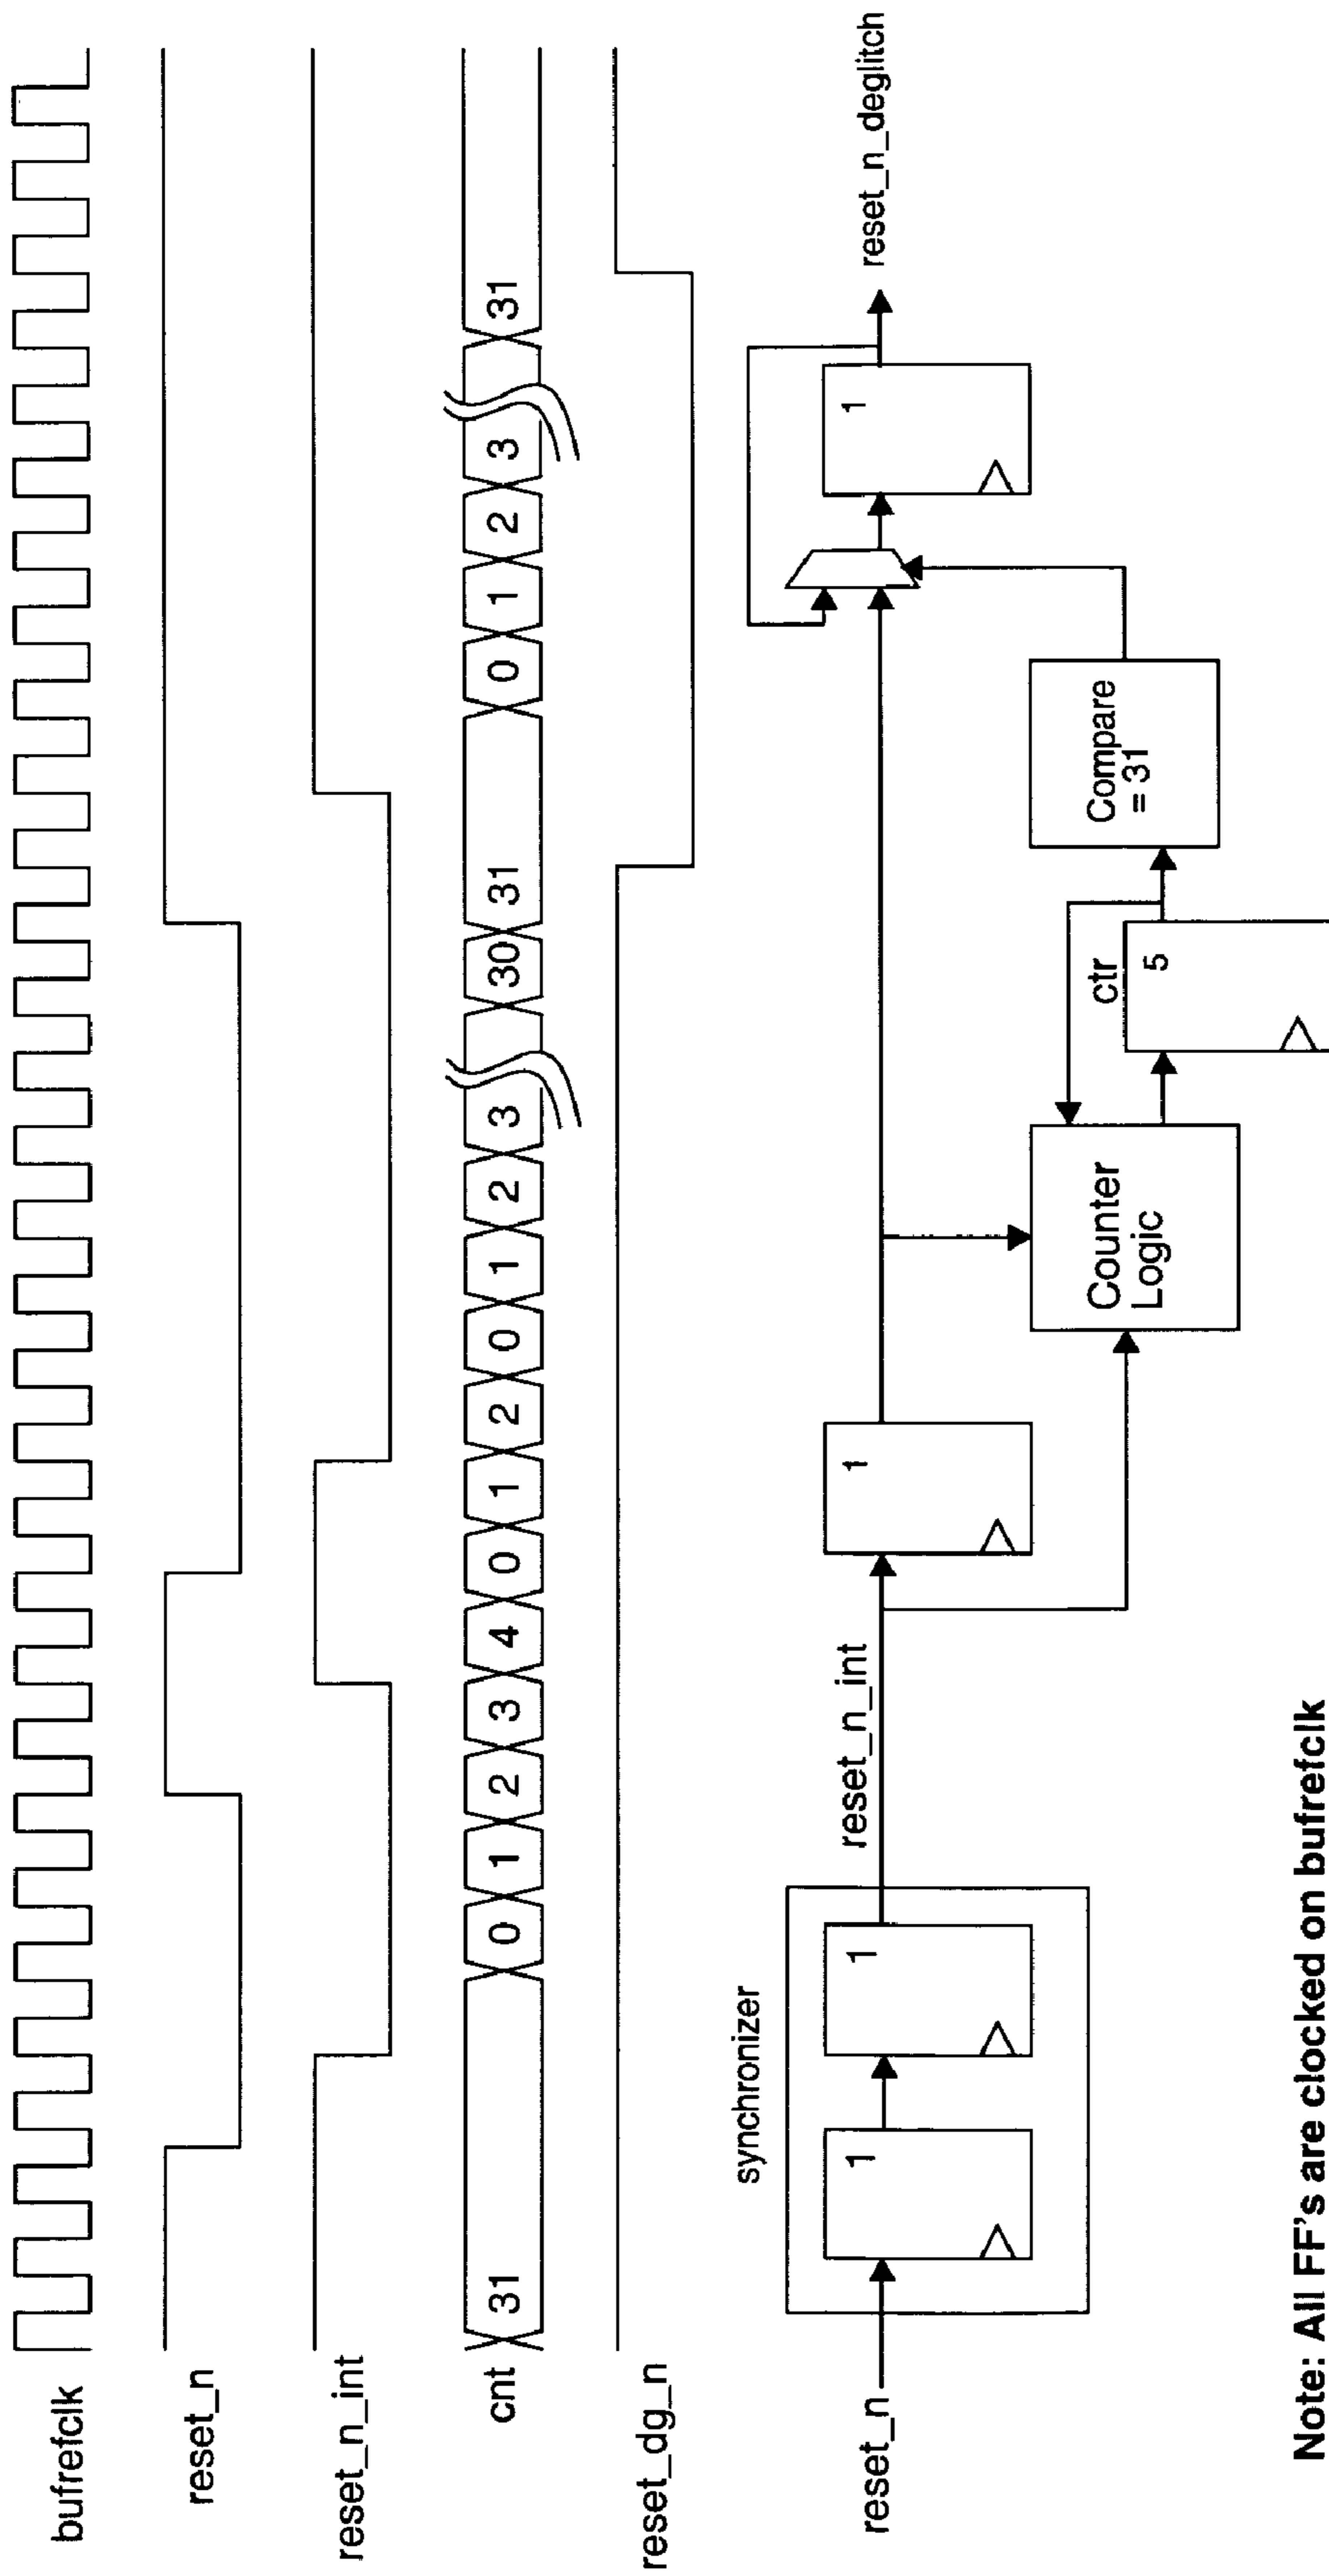 bufrefclk
reset_n
reset_n_int
cnt 31 0 1 2 3 4 0 1 2 0 1 2 3 30 31 0 1 2 3 31
reset_dg_n
synchronizer
reset_n
1
1
reset_n_int
1
Counter
Logic
ctr
5
Compare
= 31
1
reset_n_deglitch
Note: All FF's are clocked on bufrefclk